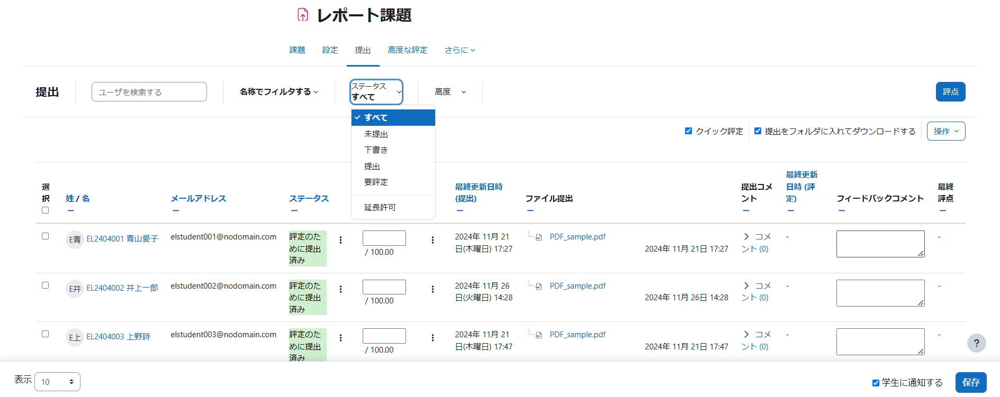 レポート課題
課題 設定 提出 高度な評定 さらに
提出 ユーザを検索する 名称でフィルタする ステータス すべて 高度 評点
すべて
未提出
下書き
提出
要評定
延長許可
クイック評定 提出をフォルダに入れてダウンロードする 操作
選択 姓 / 名 メールアドレス ステータス 最終更新日時 (提出) ファイル提出 提出コメント 最終更新日時 (評定) フィードバックコメント 最終評点
E青 EL2404001 青山愛子 elstudent001@nodomain.com 評定のために提出済み / 100.00 2024年 11月 21日(木曜日) 17:27 PDF_sample.pdf 2024年 11月 21日 17:27 コメント (0) - -
E井 EL2404002 井上一郎 elstudent002@nodomain.com 評定のために提出済み / 100.00 2024年 11月 26日(火曜日) 14:28 PDF_sample.pdf 2024年 11月 26日 14:28 コメント (0) - -
E上 EL2404003 上野詩 elstudent003@nodomain.com 評定のために提出済み / 100.00 2024年 11月 21日(木曜日) 17:47 PDF_sample.pdf 2024年 11月 21日 17:47 コメント (0) - -
?
表示 10 学生に通知する 保存